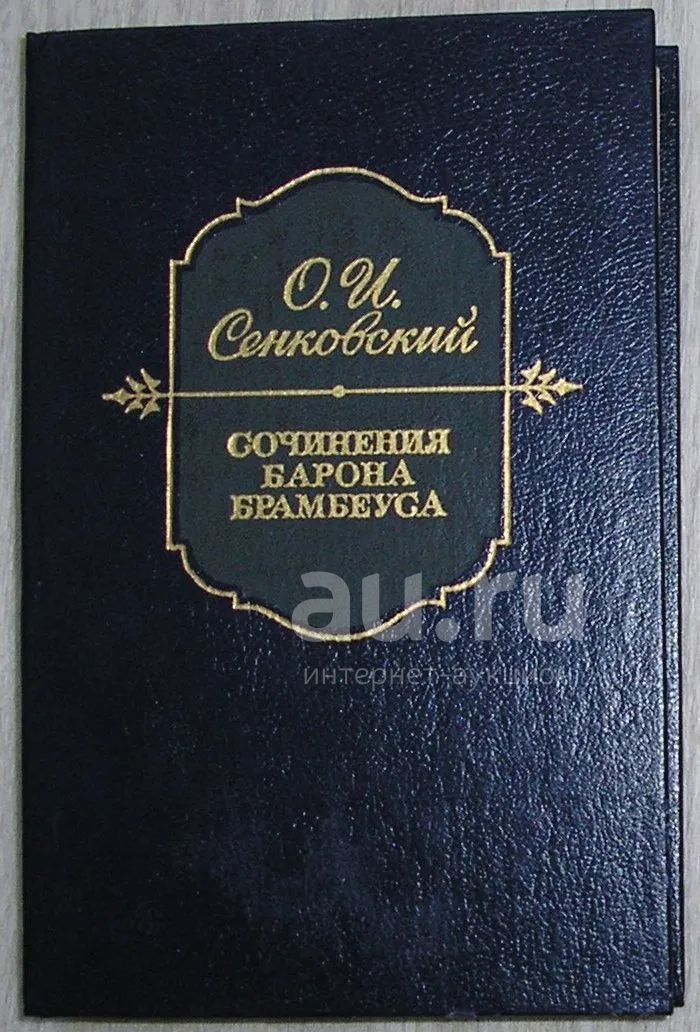 О. И.
Сенковский
СОЧИНЕНИЯ
БАРОНА
БРАМБЕУСА
au.ru
интернет-аукцион